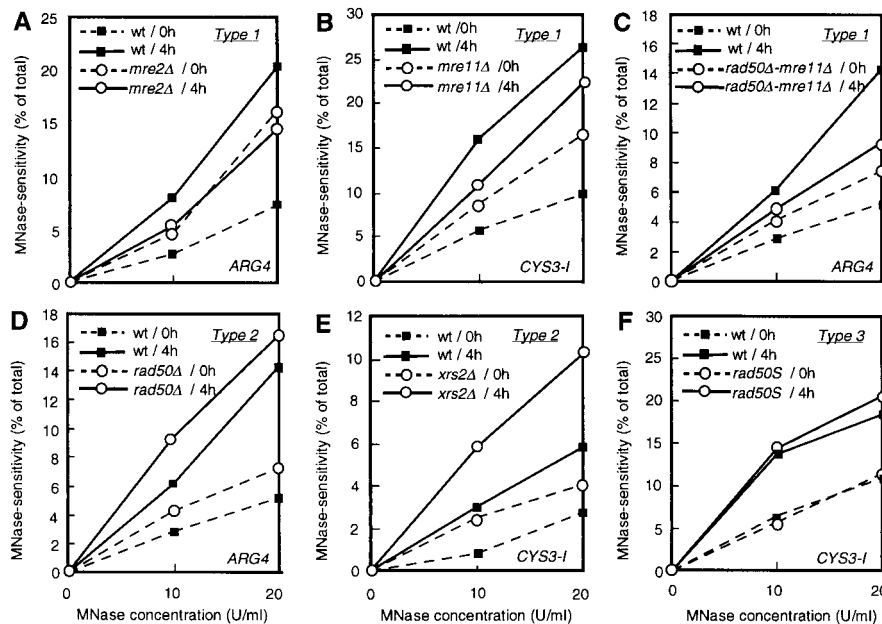 A
MNase-sensitivity (% of total)
25
20
15
10
5
0
wt / 0h
wt / 4h
mre2Δ / 0h
mre2Δ / 4h
Type 1
ARG4
B
MNase-sensitivity (% of total)
30
25
20
15
10
5
0
wt /0h
wt /4h
mre11Δ / 0h
mre11Δ / 4h
Type 1
CYS3-I
C
MNase-sensitivity (% of total)
18
16
14
12
10
8
6
4
2
0
wt / 0h
wt / 4h
rad50Δ-mre11Δ / 0h
rad50Δ-mre11Δ / 4h
Type 1
ARG4
D
MNase-sensitivity (% of total)
18
16
14
12
10
8
6
4
2
0
wt / 0h
wt / 4h
rad50Δ / 0h
rad50Δ / 4h
Type 2
ARG4
0 10 20
MNase concentration (U/ml)
E
MNase-sensitivity (% of total)
12
10
8
6
4
2
0
wt / 0h
wt / 4h
xrs2Δ / 0h
xrs2Δ / 4h
Type 2
CYS3-I
0 10 20
MNase concentration (U/ml)
F
MNase-sensitivity (% of total)
30
25
20
15
10
5
0
wt / 0h
wt / 4h
rad50S / 0h
rad50S / 4h
Type 3
CYS3-I
0 10 20
MNase concentration (U/ml)